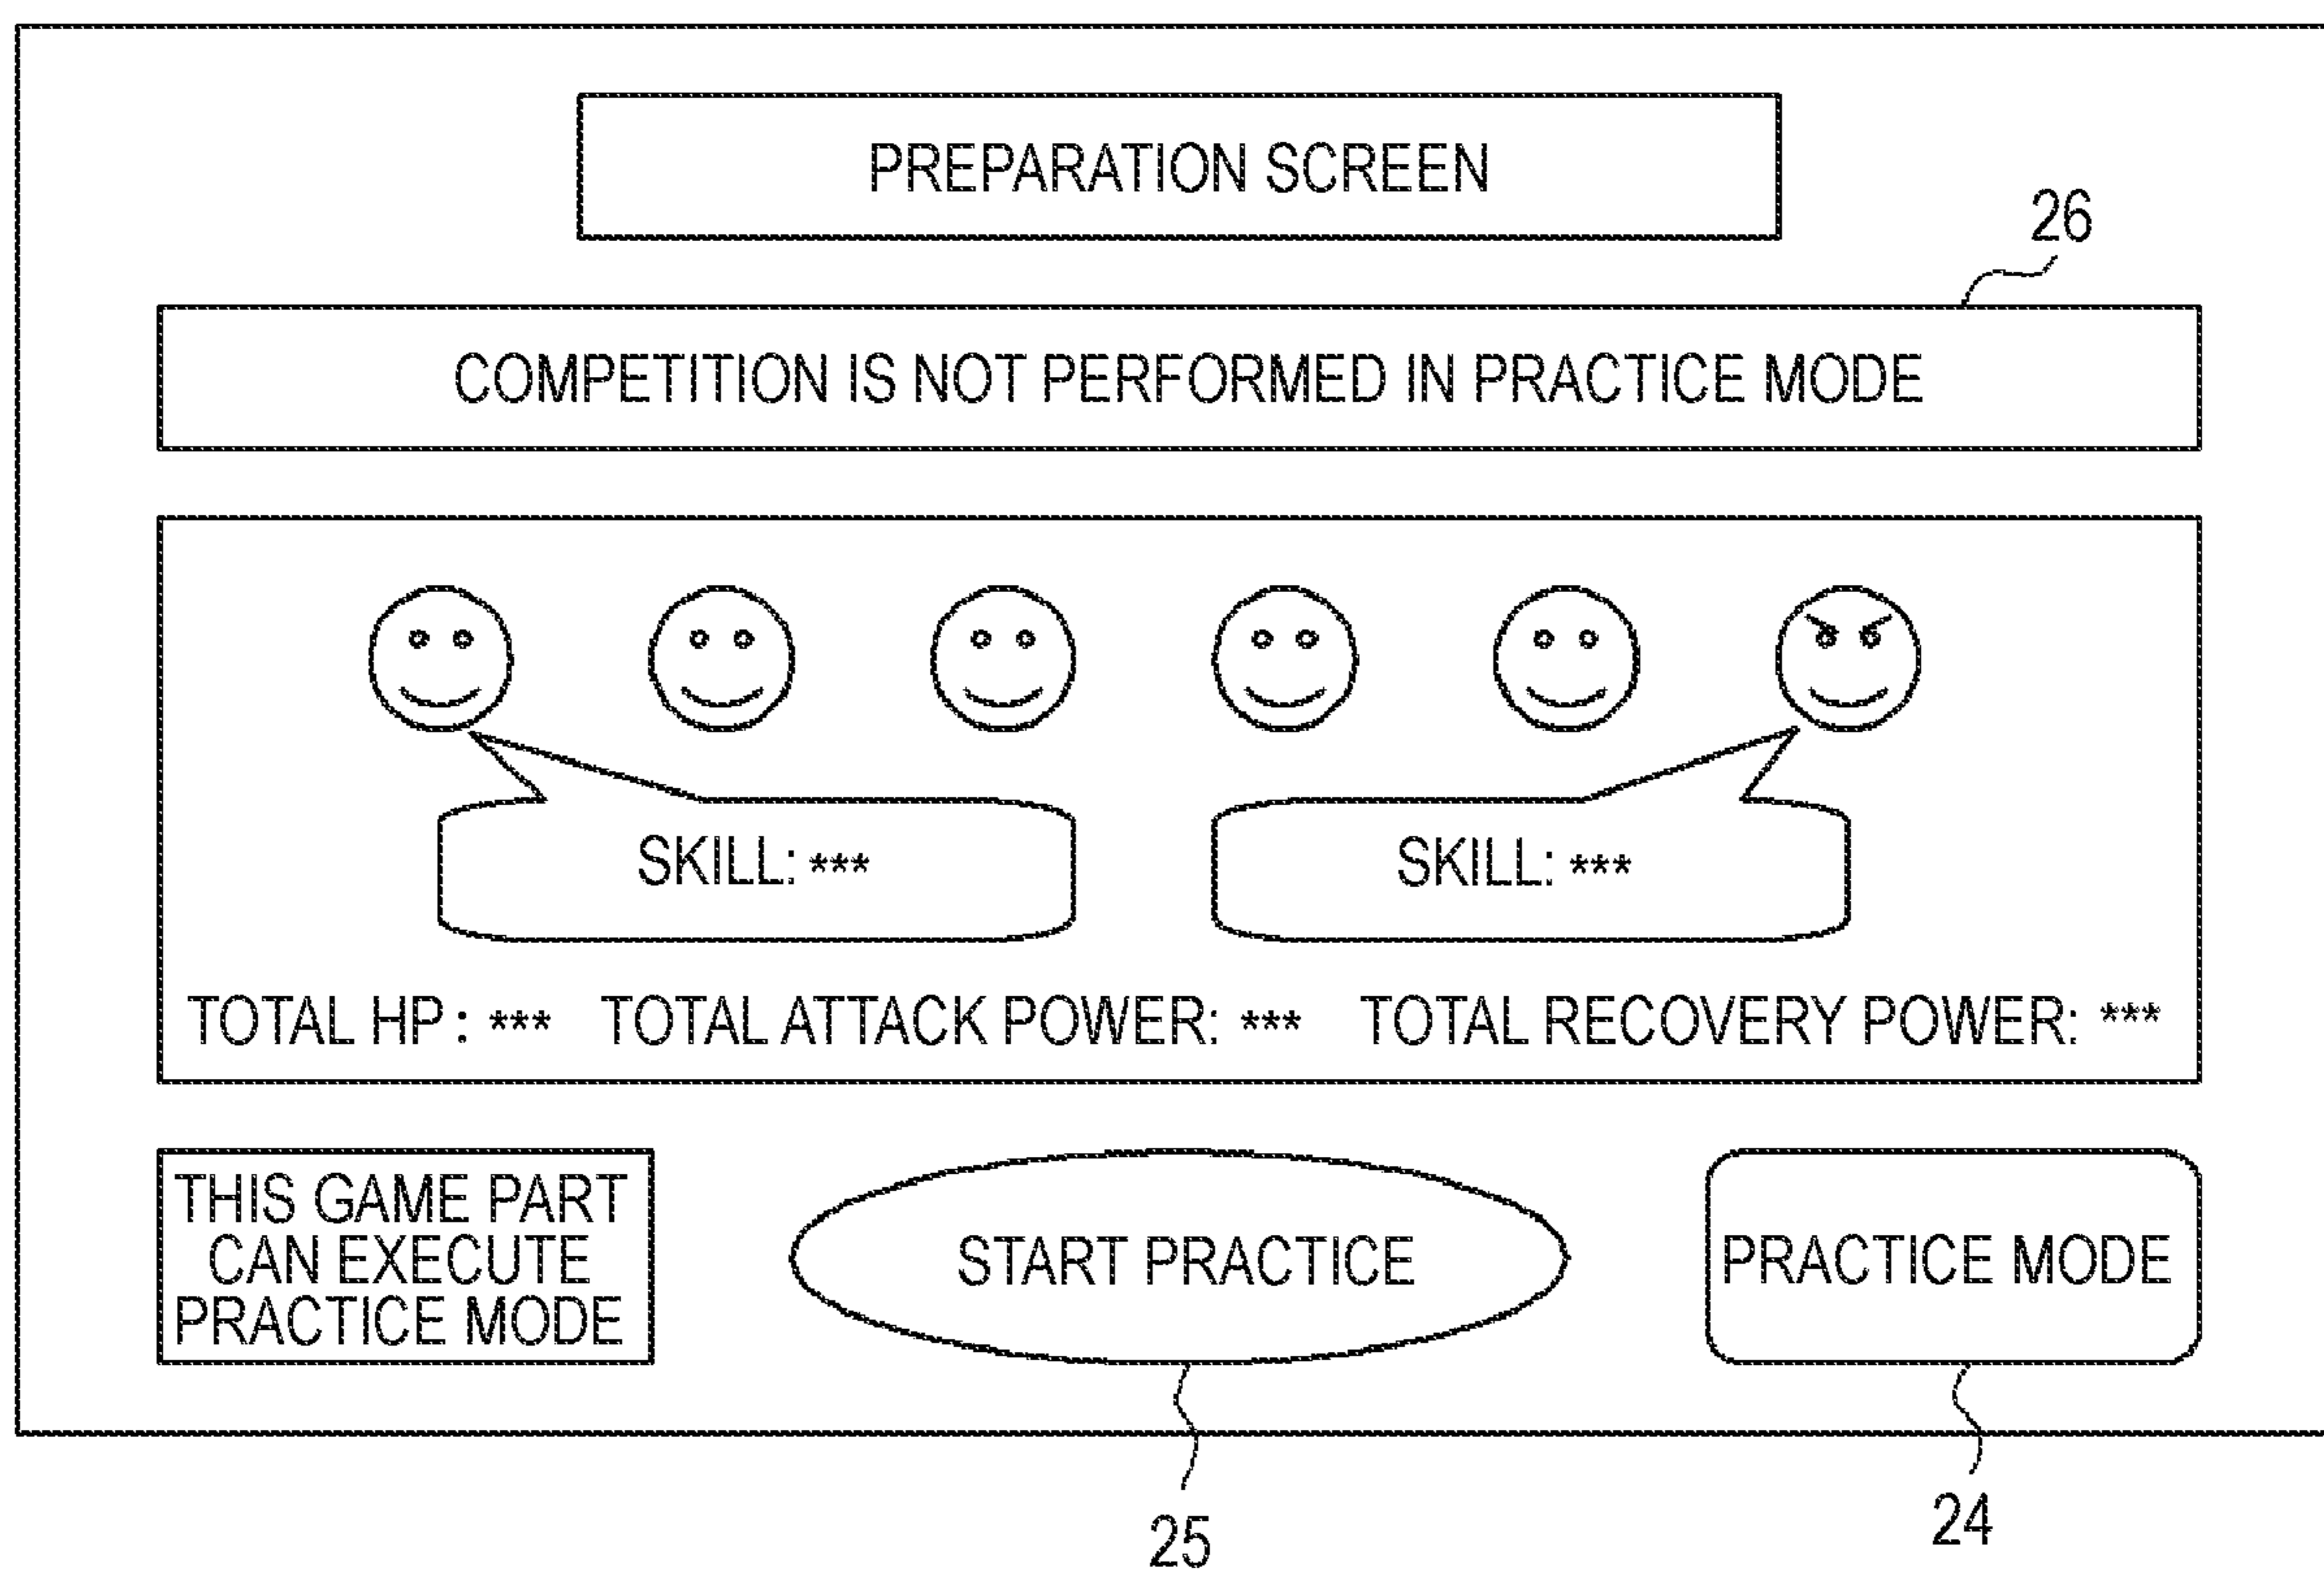 PREPARATION SCREEN
26
COMPETITION IS NOT PERFORMED IN PRACTICE MODE
SKILL: ***
SKILL: ***
TOTAL HP : *** TOTAL ATTACK POWER: *** TOTAL RECOVERY POWER: ***
THIS GAME PART
CAN EXECUTE
PRACTICE MODE
START PRACTICE
PRACTICE MODE
25
24